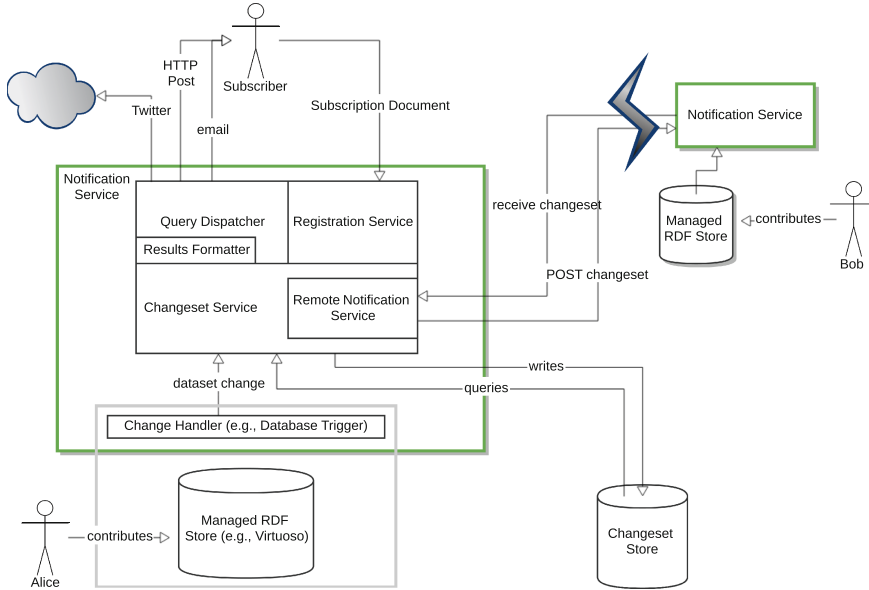 HTTP
Post
Subscriber
Twitter
email
Subscription Document
Notification Service
Notification
Service
Query Dispatcher
Registration Service
Results Formatter
receive changeset
Managed
RDF Store
contributes
Bob
POST changeset
Changeset Service
Remote Notification
Service
dataset change
writes
queries
Change Handler (e.g., Database Trigger)
Managed RDF
Store (e.g., Virtuoso)
contributes
Alice
Changeset
Store